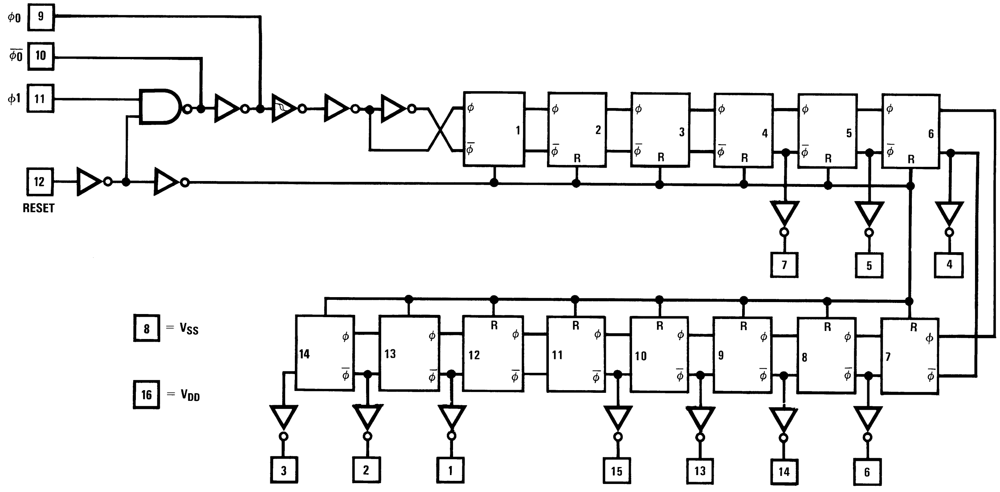 ϕ0 9
ϕ̅0̅ 10
ϕ1 11
12
RESET
ϕ ϕ̅ 1
ϕ ϕ̅ R 2
ϕ ϕ̅ R 3
ϕ ϕ̅ R 4
ϕ ϕ̅ R 5
ϕ ϕ̅ R 6
7 5 4
8 = VSS
16 = VDD
14 ϕ ϕ̅
13 ϕ ϕ̅
12 R ϕ ϕ̅
11 R ϕ ϕ̅
10 R ϕ ϕ̅
9 R ϕ ϕ̅
8 R ϕ ϕ̅
7 R ϕ ϕ̅
3 2 1 15 13 14 6